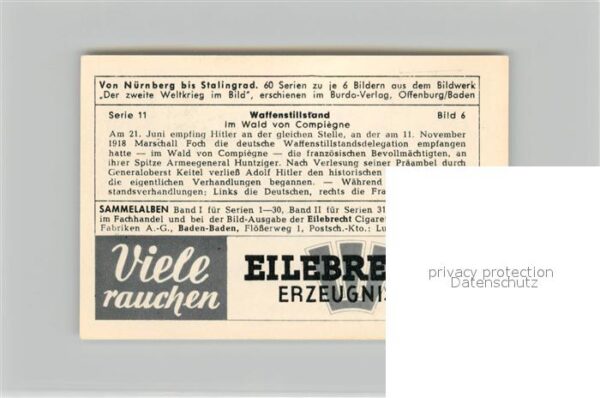 Von Nürnberg bis Stalingrad. 60 Serien zu je 6 Bildern aus dem Bildwerk
„Der zweite Weltkrieg im Bild", erschienen im Burda-Verlag, Offenburg/Baden
Serie 11 Waffenstillstand Bild 6
im Wald von Compiègne
Am 21. Juni empfing Hitler an der gleichen Stelle, an der am 11. November
1918 Marschall Foch die deutsche Waffenstillstandsdelegation empfangen
hatte — im Wald von Compiègne — die französischen Bevollmächtigten, an
ihrer Spitze Armeegeneral Huntziger. Nach Verlesung seiner Präambel durch
Generaloberst Keitel verließ Adolf Hitler den historischen
die eigentlichen Verhandlungen begannen. — Während
standsverhandlungen: Links die Deutschen, rechts die Fra
SAMMELALBEN Band I für Serien 1—30, Band II für Serien 31
im Fachhandel und bei der Bild-Ausgabe der Eilebrecht Cigare
Fabriken A.-G., Baden-Baden, Flößerweg 1, Postsch.-Kto.: Lu
Viele
rauchen
EILEBRE
ERZEUGNIS
privacy protection
Datenschutz